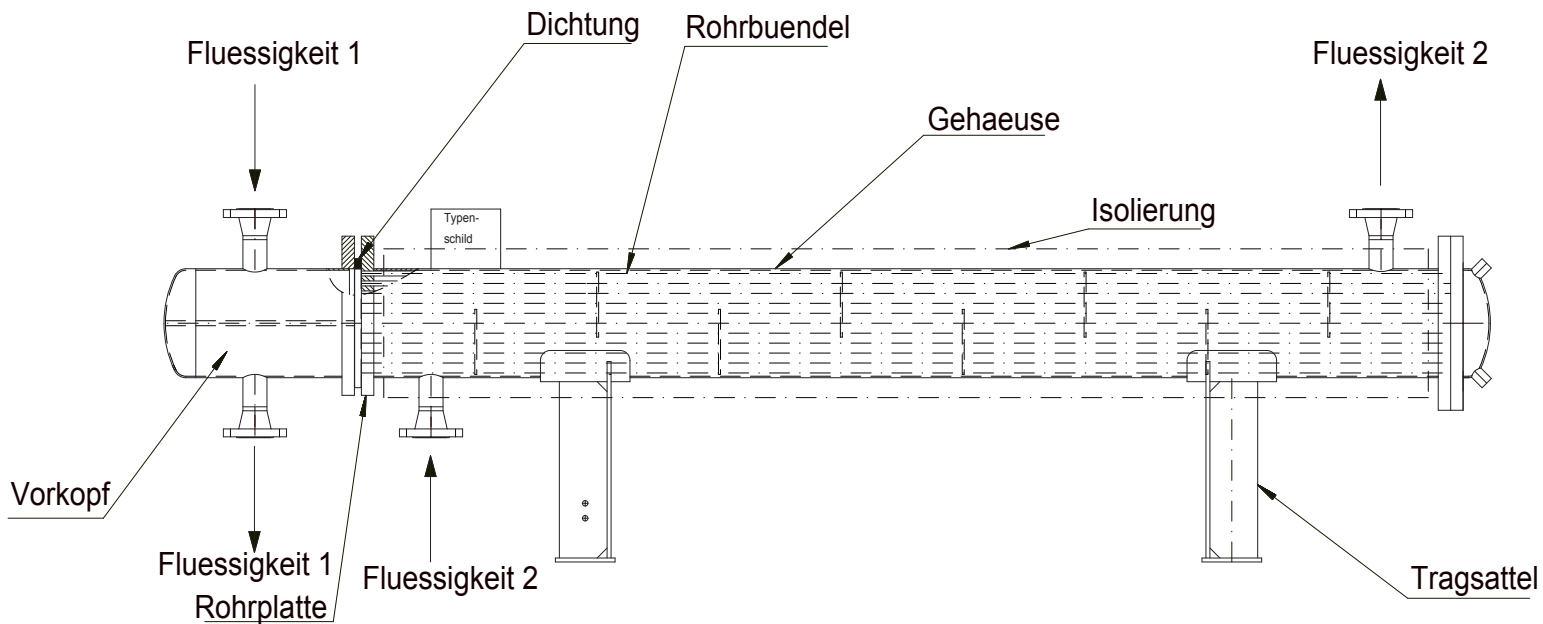 Dichtung
Rohrbuendel
Fluessigkeit 1
Fluessigkeit 2
Gehaeuse
Isolierung
Typen-
schild
Vorkopf
Fluessigkeit 1
Fluessigkeit 2
Tragsattel
Rohrplatte